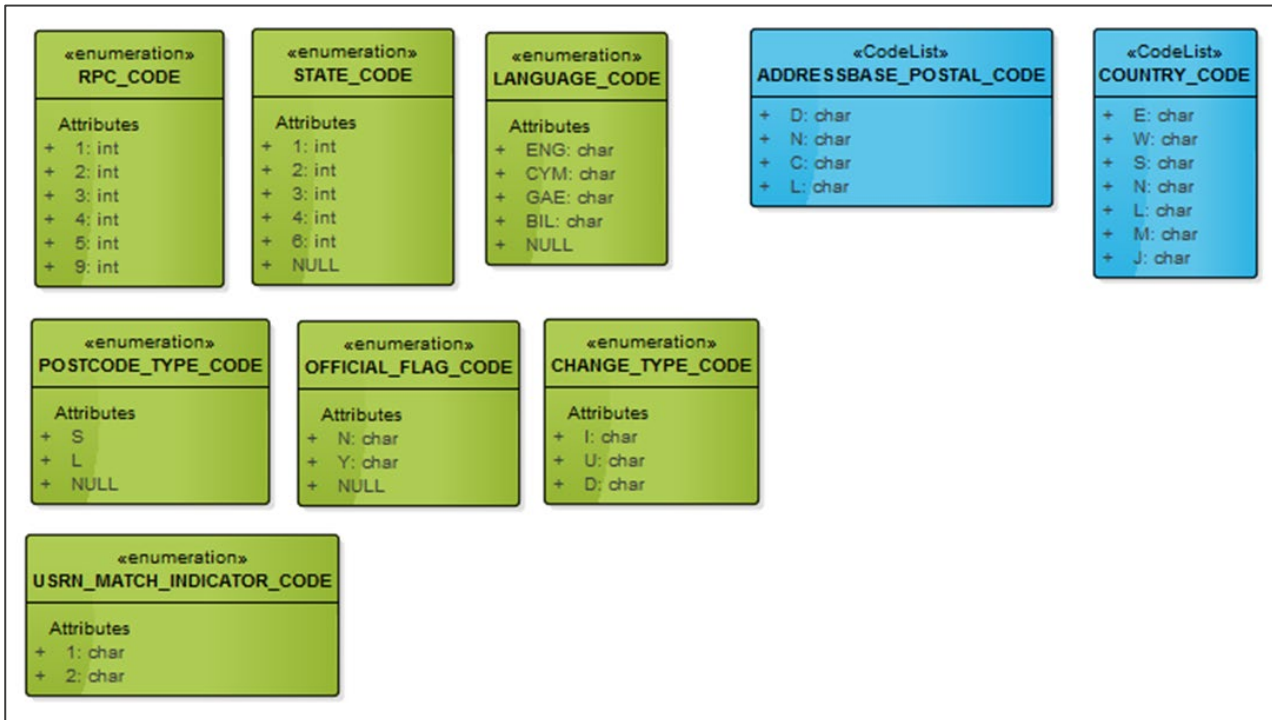 «enumeration»
RPC_CODE
Attributes
+ 1: int
+ 2: int
+ 3: int
+ 4: int
+ 5: int
+ 9: int
«enumeration»
STATE_CODE
Attributes
+ 1: int
+ 2: int
+ 3: int
+ 4: int
+ 6: int
+ NULL
«enumeration»
LANGUAGE_CODE
Attributes
+ ENG: char
+ CYM: char
+ GAE: char
+ BIL: char
+ NULL
«CodeList»
ADDRESSBASE_POSTAL_CODE
+ D: char
+ N: char
+ C: char
+ L: char
«CodeList»
COUNTRY_CODE
+ E: char
+ W: char
+ S: char
+ N: char
+ L: char
+ M: char
+ J: char
«enumeration»
POSTCODE_TYPE_CODE
Attributes
+ S
+ L
+ NULL
«enumeration»
OFFICIAL_FLAG_CODE
Attributes
+ N: char
+ Y: char
+ NULL
«enumeration»
CHANGE_TYPE_CODE
Attributes
+ I: char
+ U: char
+ D: char
«enumeration»
USRN_MATCH_INDICATOR_CODE
Attributes
+ 1: char
+ 2: char